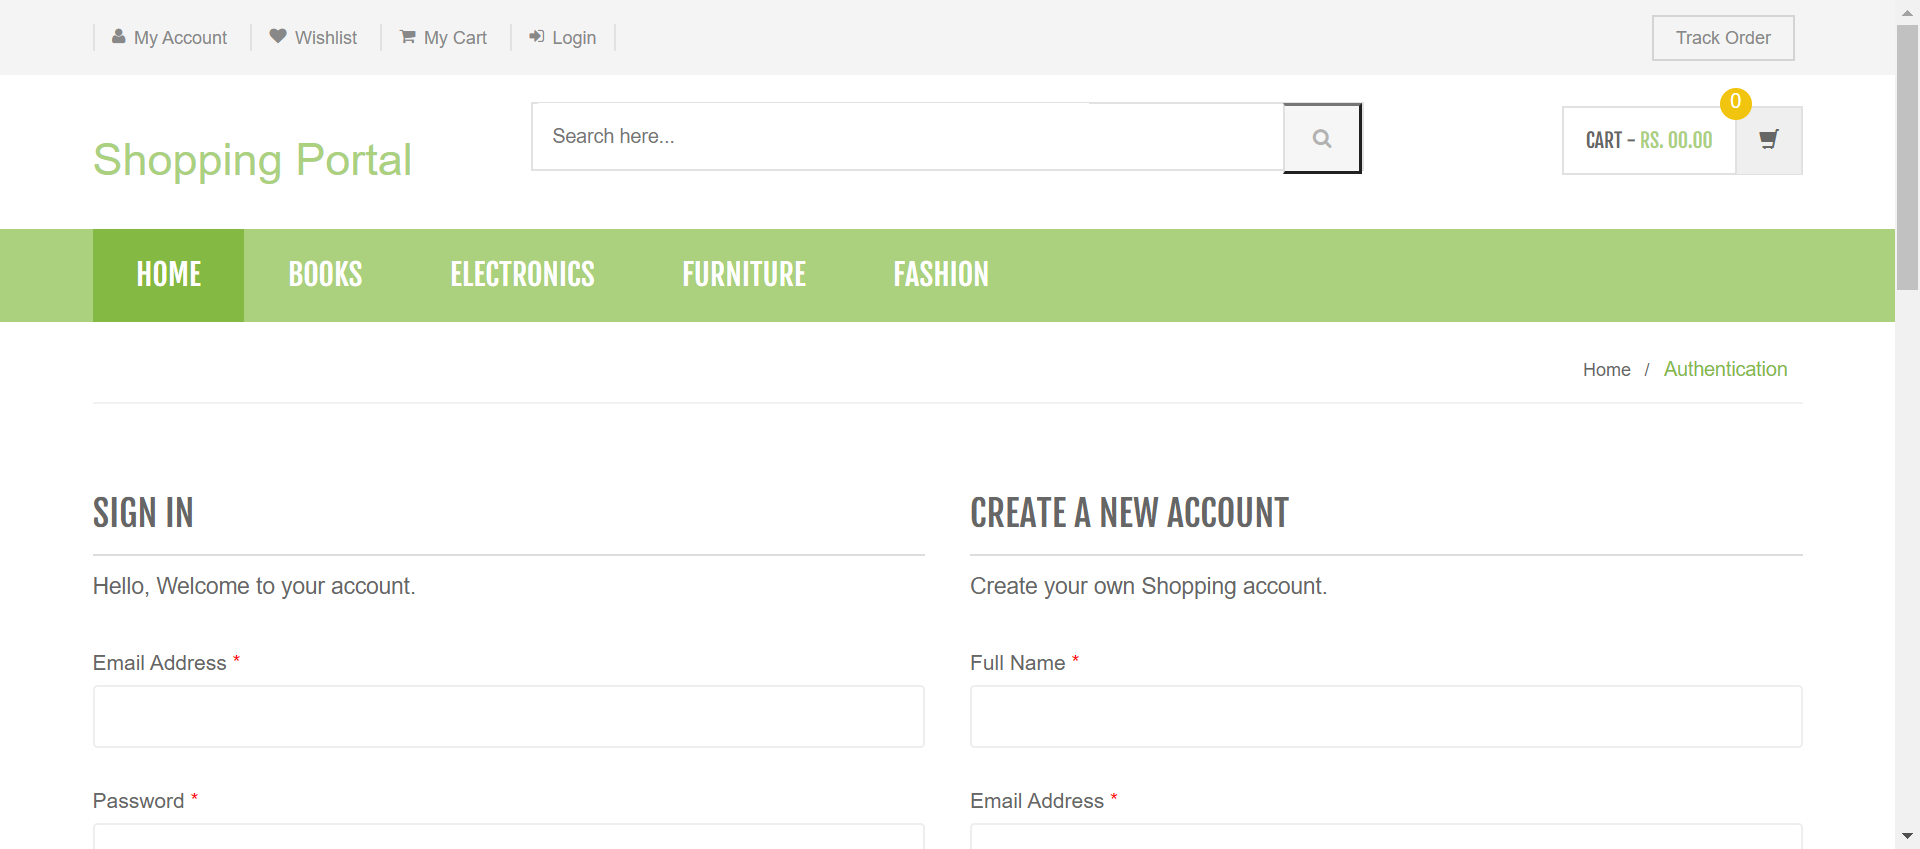 My Account Wishlist My Cart Login Track Order
Shopping Portal
Search here...
CART - RS. 00.00
0
HOME BOOKS ELECTRONICS FURNITURE FASHION
Home / Authentication
SIGN IN
Hello, Welcome to your account.
Email Address *
Password *
CREATE A NEW ACCOUNT
Create your own Shopping account.
Full Name *
Email Address *